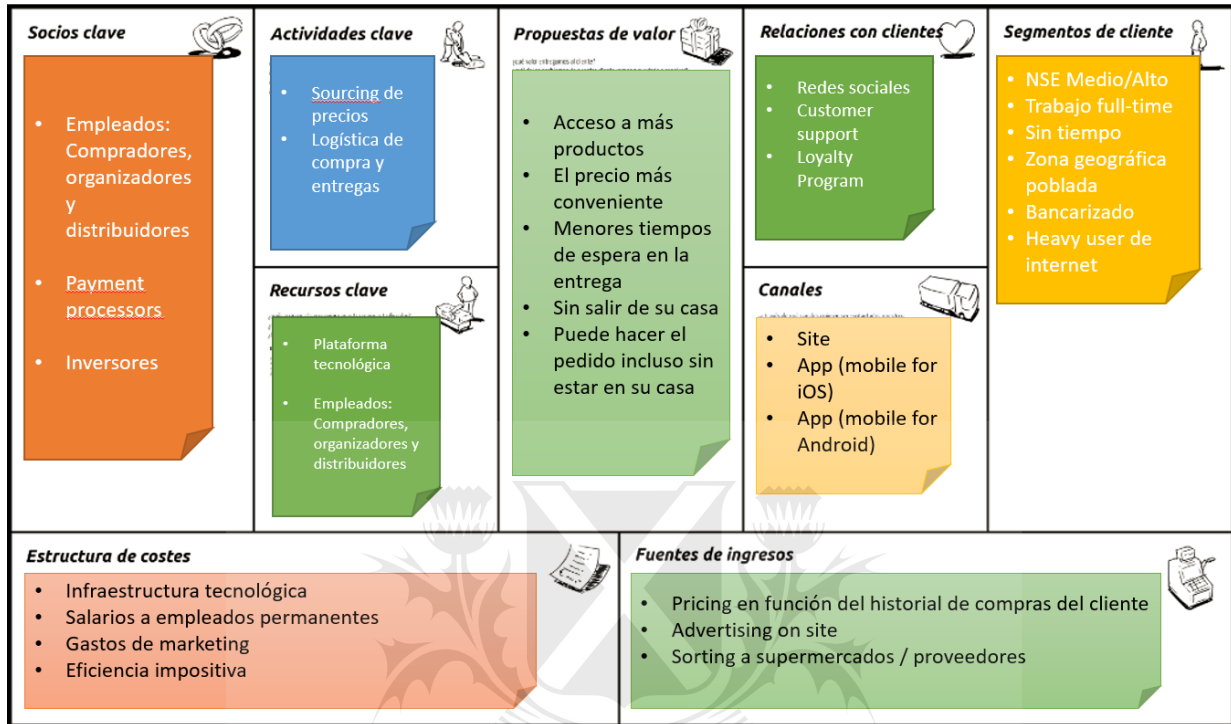 Socios clave
• Empleados:
Compradores,
organizadores
y
distribuidores
• Payment
processors
• Inversores
Actividades clave
• Sourcing de
precios
• Logística de
compra y
entregas
Recursos clave
• Plataforma
tecnológica
• Empleados:
Compradores,
organizadores y
distribuidores
Propuestas de valor
¿qué valor entregamos al cliente?
• Acceso a más
productos
• El precio más
conveniente
• Menores tiempos
de espera en la
entrega
• Sin salir de su casa
• Puede hacer el
pedido incluso sin
estar en su casa
Relaciones con clientes
• Redes sociales
• Customer
support
• Loyalty
Program
Canales
• Site
• App (mobile for
iOS)
• App (mobile for
Android)
Segmentos de cliente
• NSE Medio/Alto
• Trabajo full-time
• Sin tiempo
• Zona geográfica
poblada
• Bancarizado
• Heavy user de
internet
Estructura de costes
• Infraestructura tecnológica
• Salarios a empleados permanentes
• Gastos de marketing
• Eficiencia impositiva
Fuentes de ingresos
• Pricing en función del historial de compras del cliente
• Advertising on site
• Sorting a supermercados / proveedores